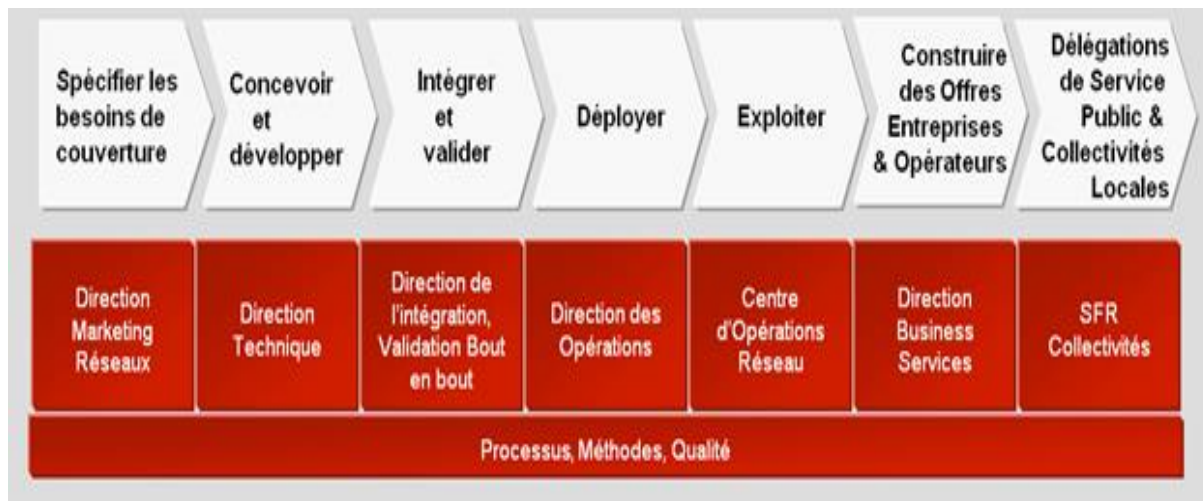 Spécifier les
besoins de
couverture
Concevoir
et
développer
Intégrer
et
valider
Déployer
Exploiter
Construire
des Offres
Entreprises
& Opérateurs
Délégations
de Service
Public &
Collectivités
Locales
Direction
Marketing
Réseaux
Direction
Technique
Direction de
l'intégration,
Validation Bout
en bout
Direction des
Opérations
Centre
d'Opérations
Réseau
Direction
Business
Services
SFR
Collectivités
Processus, Méthodes, Qualité